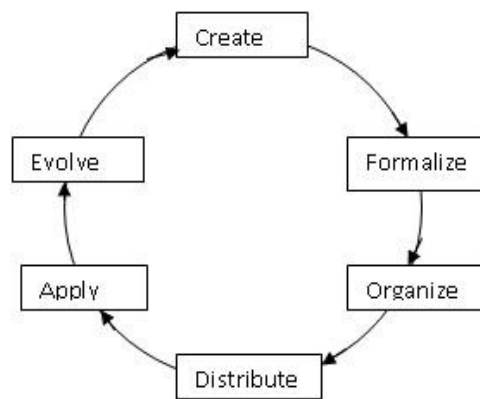 Create
Formalize
Organize
Distribute
Apply
Evolve